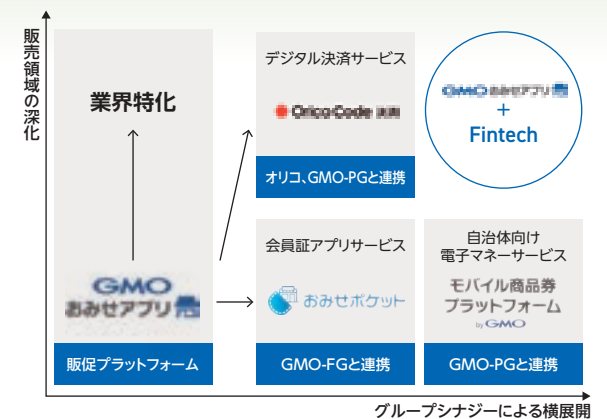 販売領域の深化
業界特化
GMO
おみせアプリ
販促プラットフォーム
デジタル決済サービス
Orico Code 決済
オリコ、GMO-PGと連携
GMOおみせアプリ
+
Fintech
会員証アプリサービス
おみせポケット
GMO-FGと連携
自治体向け
電子マネーサービス
モバイル商品券
プラットフォーム
by GMO
GMO-PGと連携
グループシナジーによる横展開